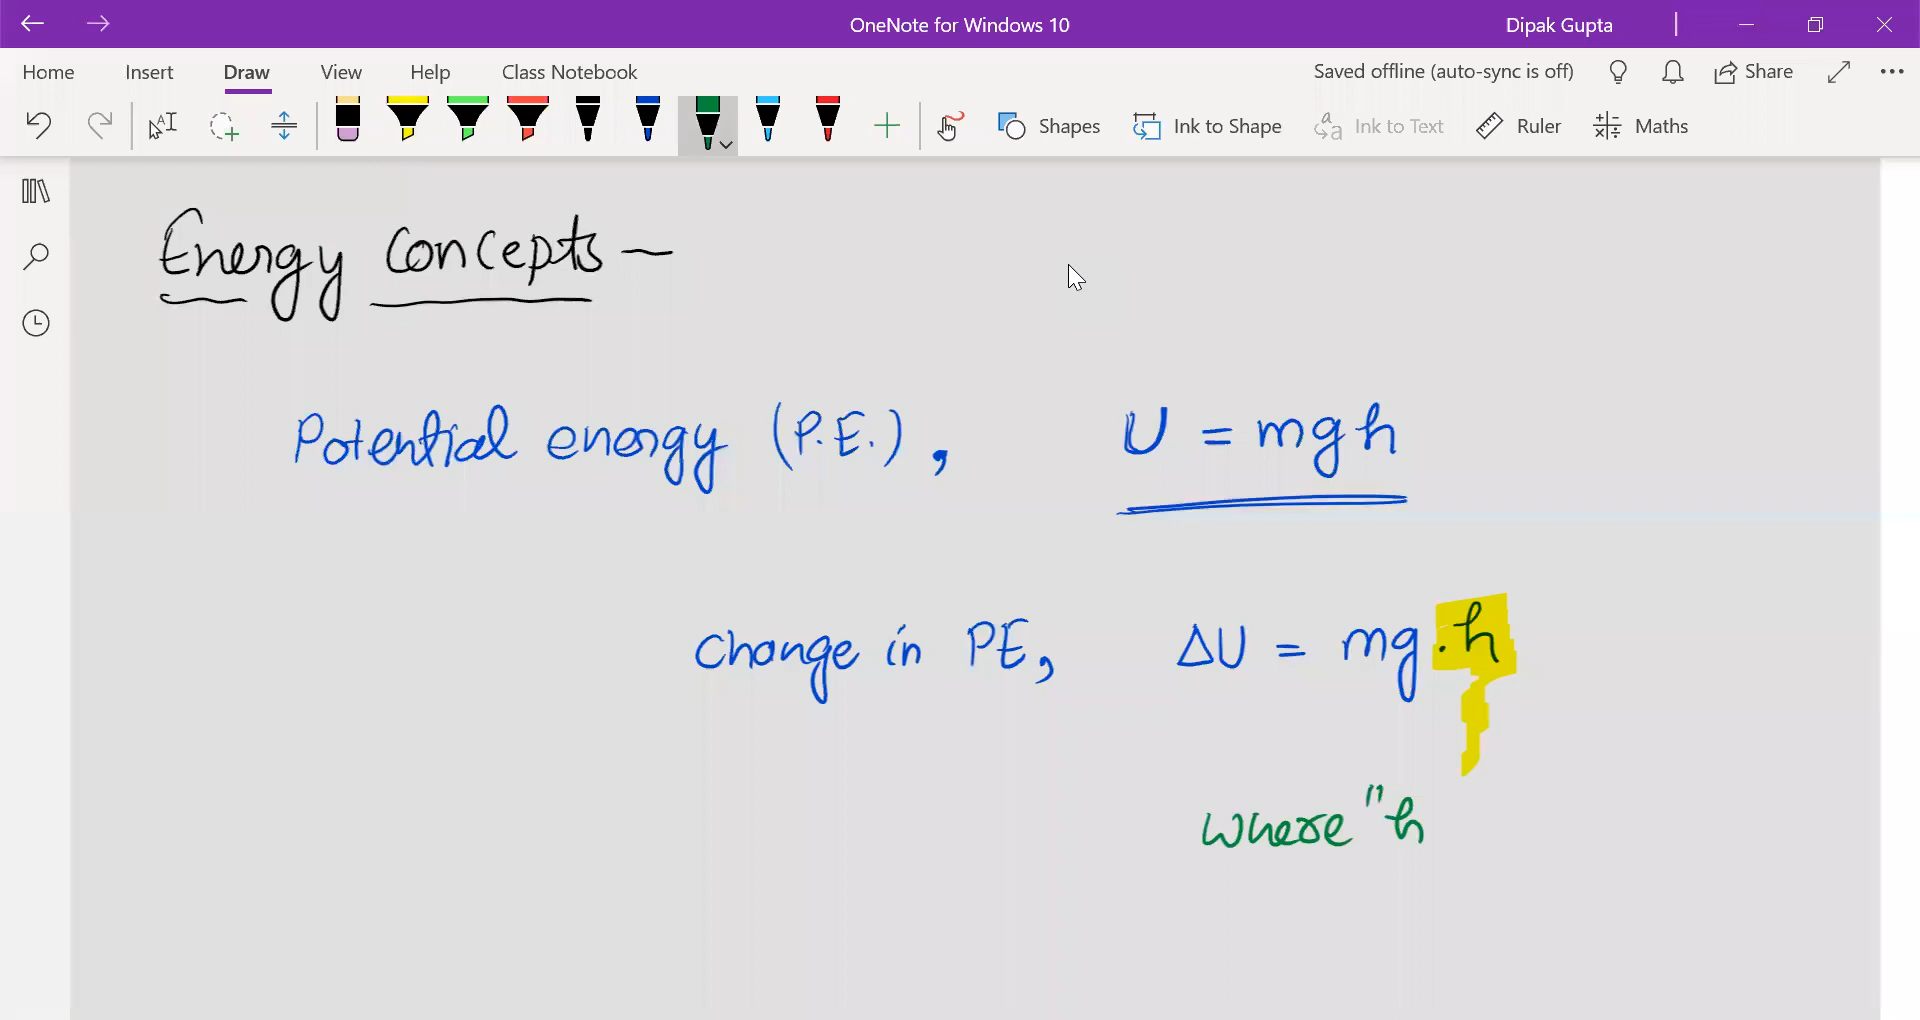 OneNote for Windows 10 Dipak Gupta
Home Insert Draw View Help Class Notebook Saved offline (auto-sync is off) Share
Shapes Ink to Shape Ink to Text Ruler Maths
Energy Concepts —
Potential energy (P.E.), U = mgh
Change in PE, ΔU = mg.h
where "h